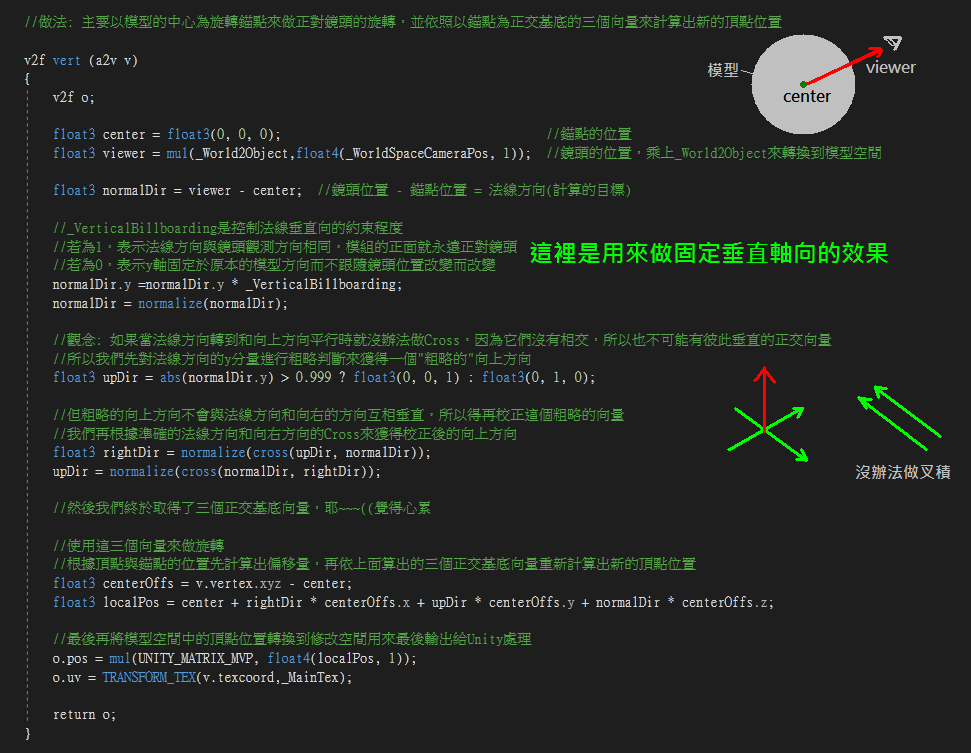 //做法: 主要以模型的中心為旋轉錨點來做正對鏡頭的旋轉，並依照以錨點為正交基底的三個向量來計算出新的頂點位置
v2f vert (a2v v)
{
v2f o;
模型
viewer
center
float3 center = float3(0, 0, 0); //錨點的位置
float3 viewer = mul(_World2Object,float4(_WorldSpaceCameraPos, 1)); //鏡頭的位置，乘上_World2Object來轉換到模型空間
float3 normalDir = viewer - center; //鏡頭位置 - 錨點位置 = 法線方向(計算的目標)
//_VerticalBillboarding是控制法線垂直向的約束程度
//若為1，表示法線方向與鏡頭觀測方向相同，模組的正面就永遠正對鏡頭
這裡是用來做固定垂直軸向的效果
//若為0，表示y軸固定於原本的模型方向而不跟隨鏡頭位置改變而改變
normalDir.y =normalDir.y * _VerticalBillboarding;
normalDir = normalize(normalDir);
//觀念: 如果當法線方向轉到和向上方向平行時就沒辦法做Cross，因為它們沒有相交，所以也不可能有彼此垂直的正交向量
//所以我們先對法線方向的y分量進行粗略判斷來獲得一個"粗略的"向上方向
float3 upDir = abs(normalDir.y) > 0.999 ? float3(0, 0, 1) : float3(0, 1, 0);
//但粗略的向上方向不會與法線方向和向右的方向互相垂直，所以得再校正這個粗略的向量
//我們再根據準確的法線方向和向右方向的Cross來獲得校正後的向上方向
float3 rightDir = normalize(cross(upDir, normalDir));
upDir = normalize(cross(normalDir, rightDir));
沒辦法做叉積
//然後我們終於取得了三個正交基底向量，耶~~~((覺得心累
//使用這三個向量來做旋轉
//根據頂點與錨點的位置先計算出偏移量，再依上面算出的三個正交基底向量重新計算出新的頂點位置
float3 centerOffs = v.vertex.xyz - center;
float3 localPos = center + rightDir * centerOffs.x + upDir * centerOffs.y + normalDir * centerOffs.z;
//最後再將模型空間中的頂點位置轉換到修改空間用來最後輸出給Unity處理
o.pos = mul(UNITY_MATRIX_MVP, float4(localPos, 1));
o.uv = TRANSFORM_TEX(v.texcoord,_MainTex);
return o;
}